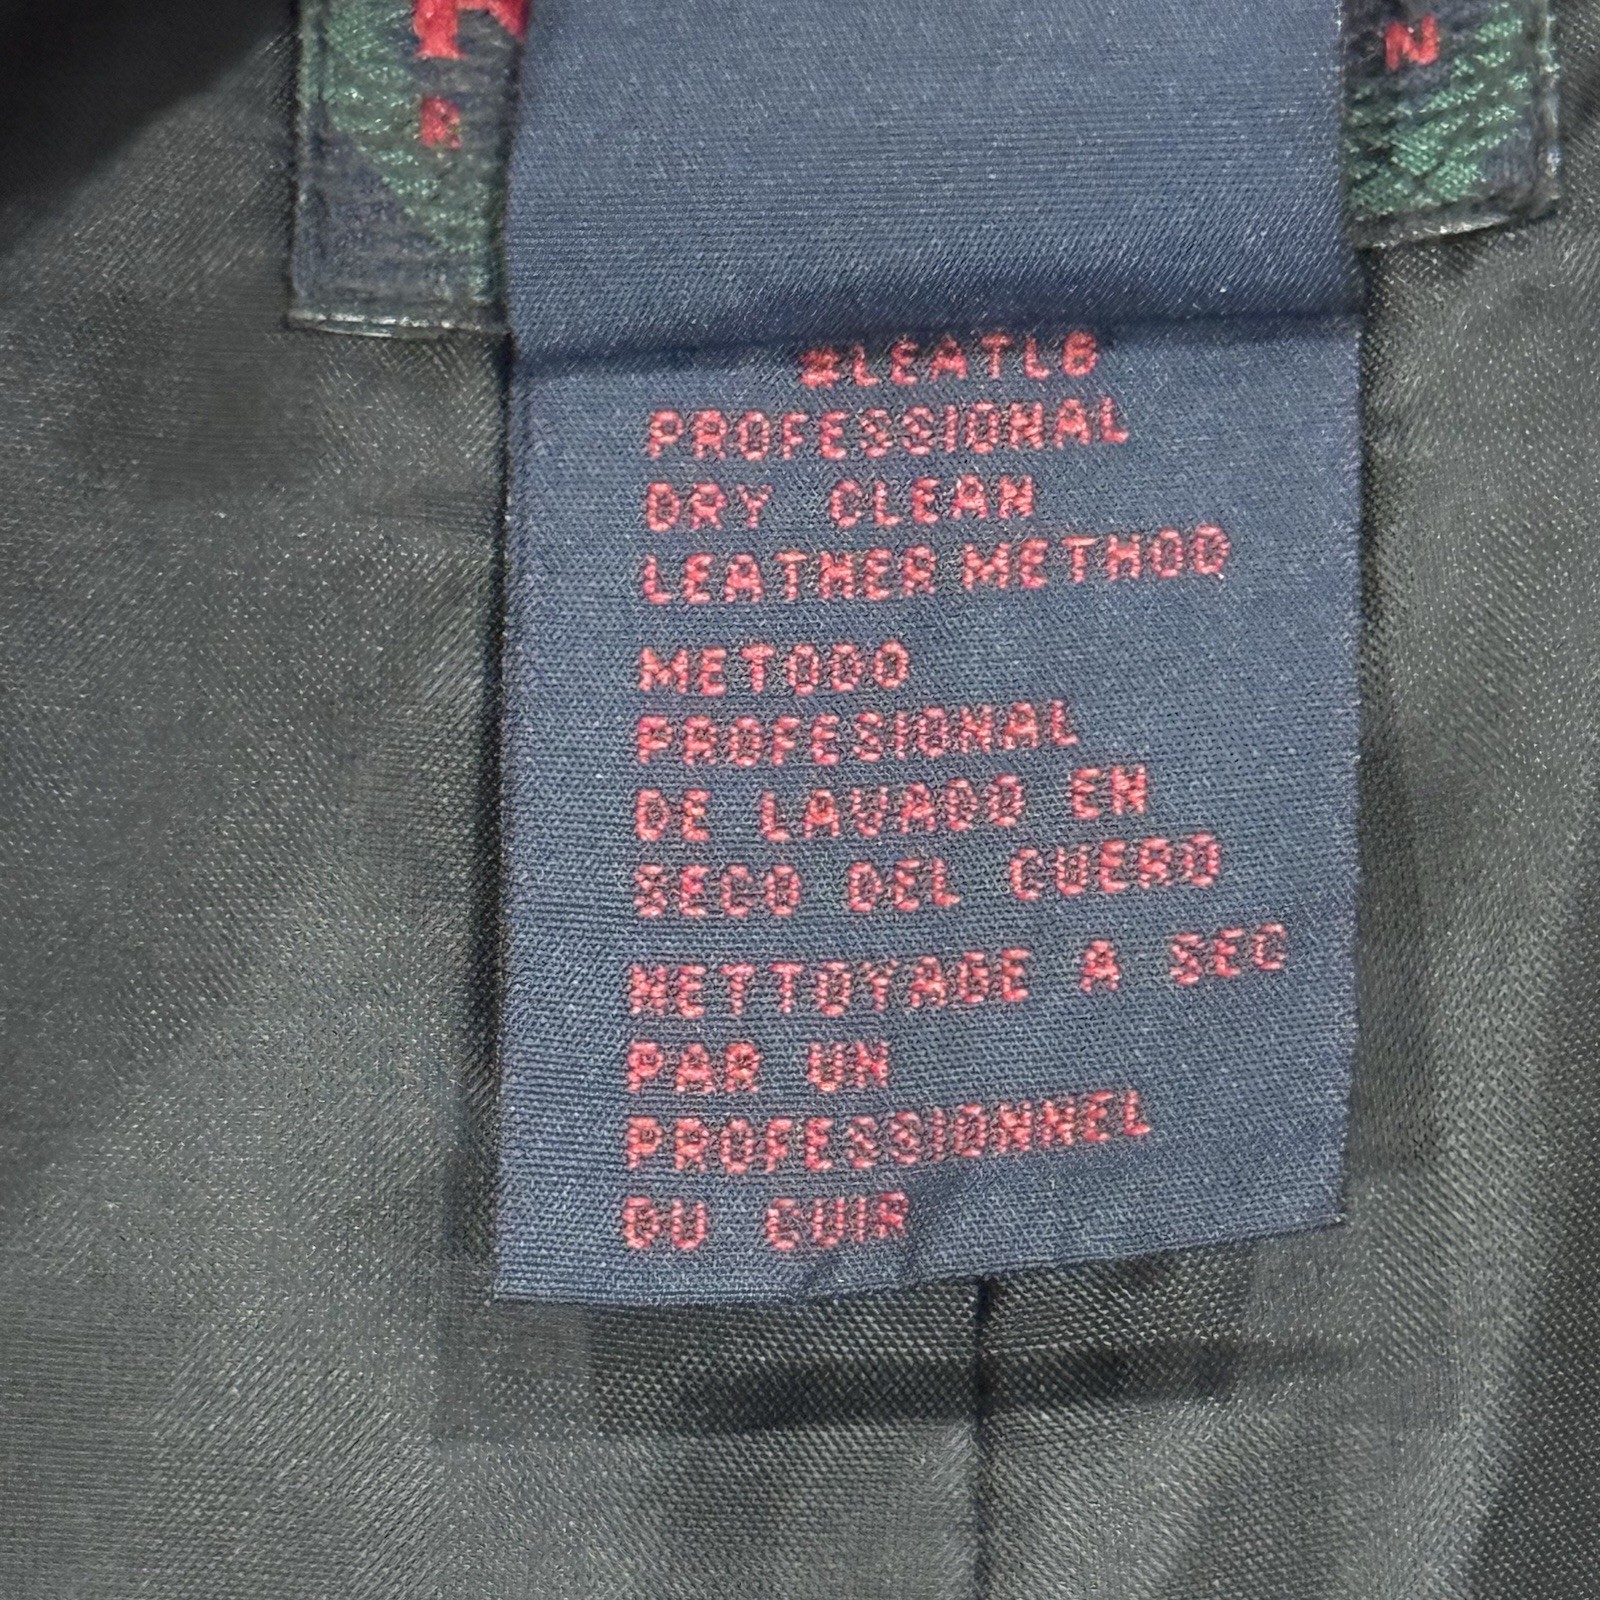 R
N
R
#LEATLB
PROFESSIONAL
DRY CLEAN
LEATHER METHOD
METODO
PROFESIONAL
DE LAVADO EN
SECO DEL CUERO
NETTOYAGE A SEC
PAR UN
PROFESSIONNEL
DU CUIR